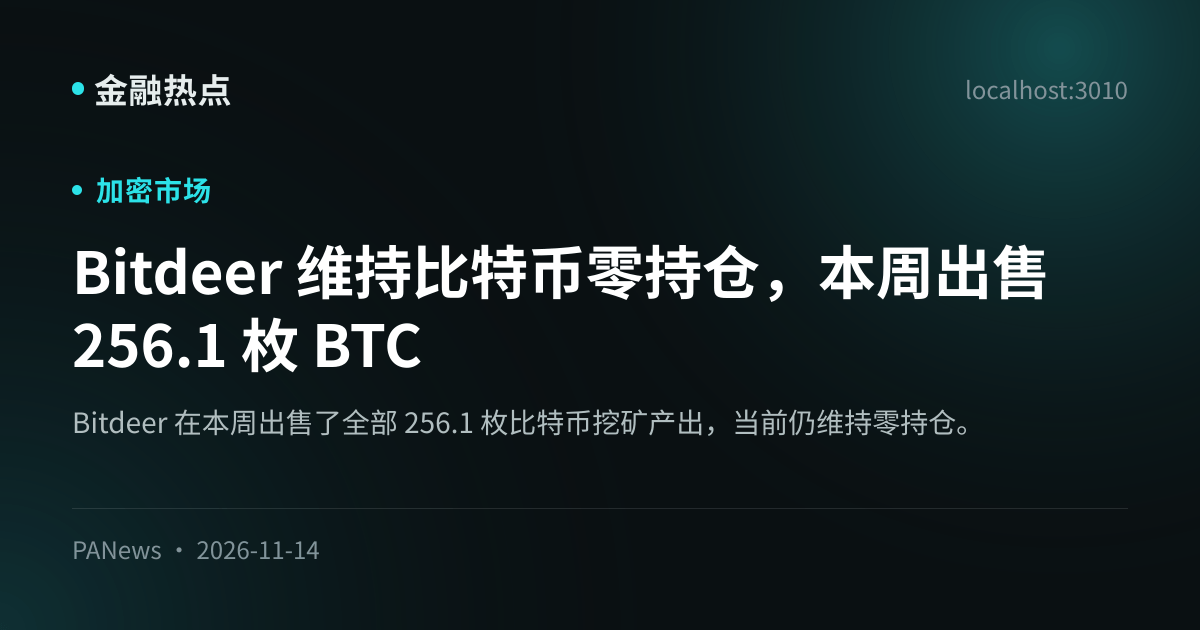 金融热点
localhost:3010
加密市场
Bitdeer 维持比特币零持仓，本周出售
256.1 枚 BTC
Bitdeer 在本周出售了全部 256.1 枚比特币挖矿产出，当前仍维持零持仓。
PANews • 2026-11-14